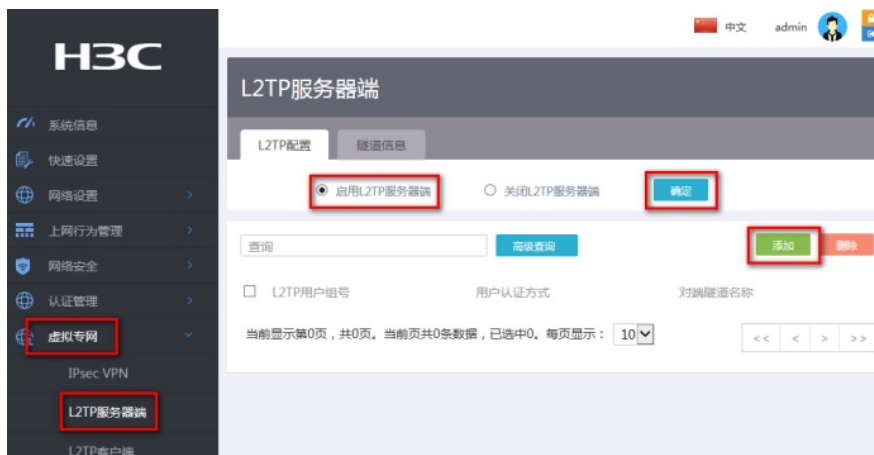 中文 admin
H3C
L2TP服务器端
系统信息
L2TP配置 隧道信息
快速设置
网络设置
启用L2TP服务器端 关闭L2TP服务器端 确定
上网行为管理
查询 高级查询 添加 删除
网络安全
L2TP用户组号 用户认证方式 对端隧道名称
认证管理
虚拟专网
当前显示第0页，共0页。当前页共0条数据，已选中0。每页显示： 10
<< < > >>
IPsec VPN
L2TP服务器端
L2TP客户端